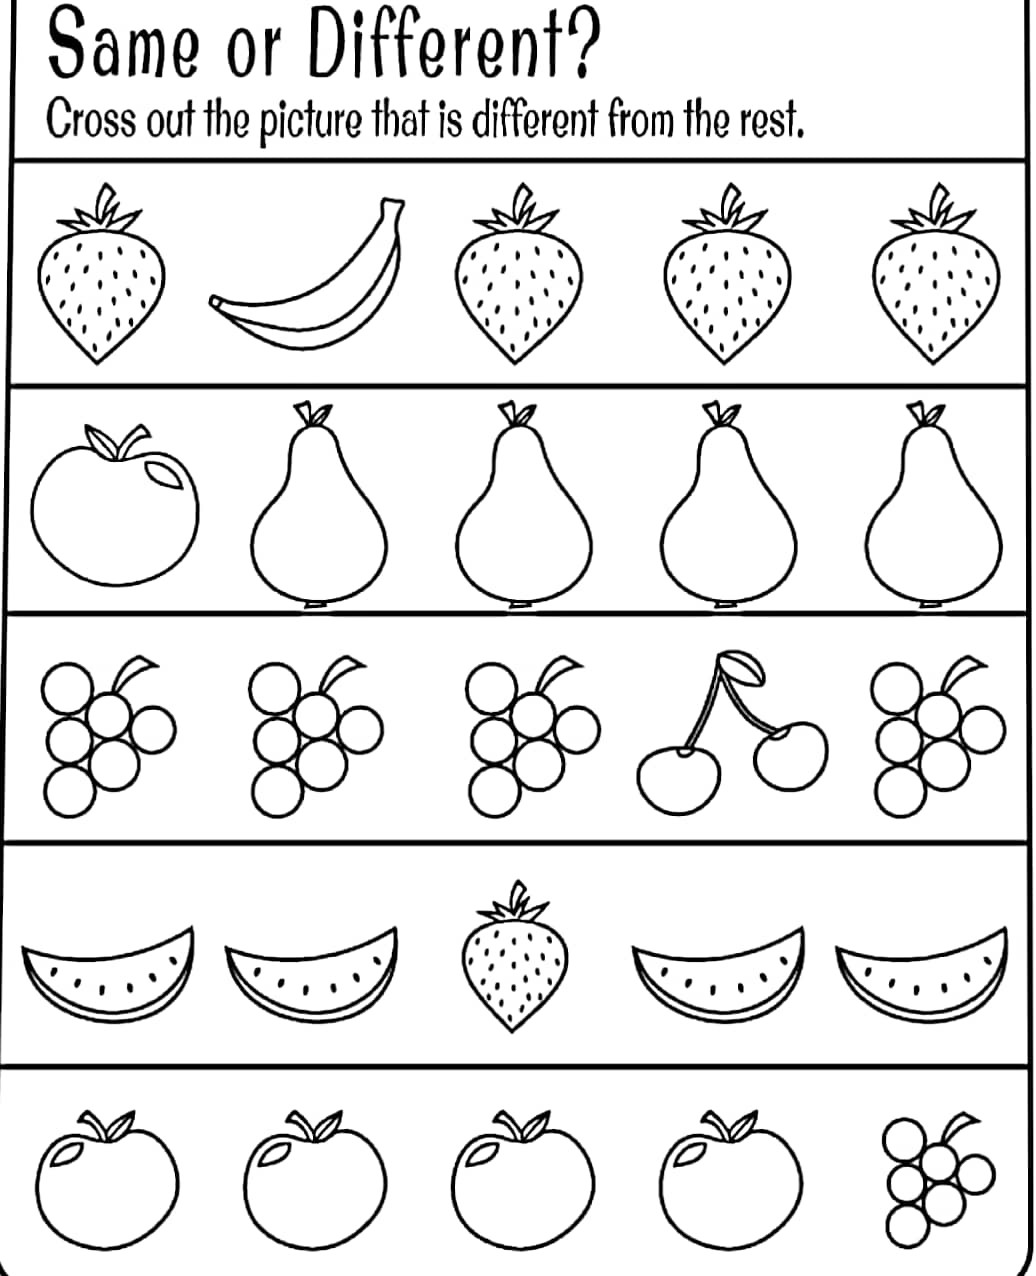 Same or Different?
Cross out the picture that is different from the rest.